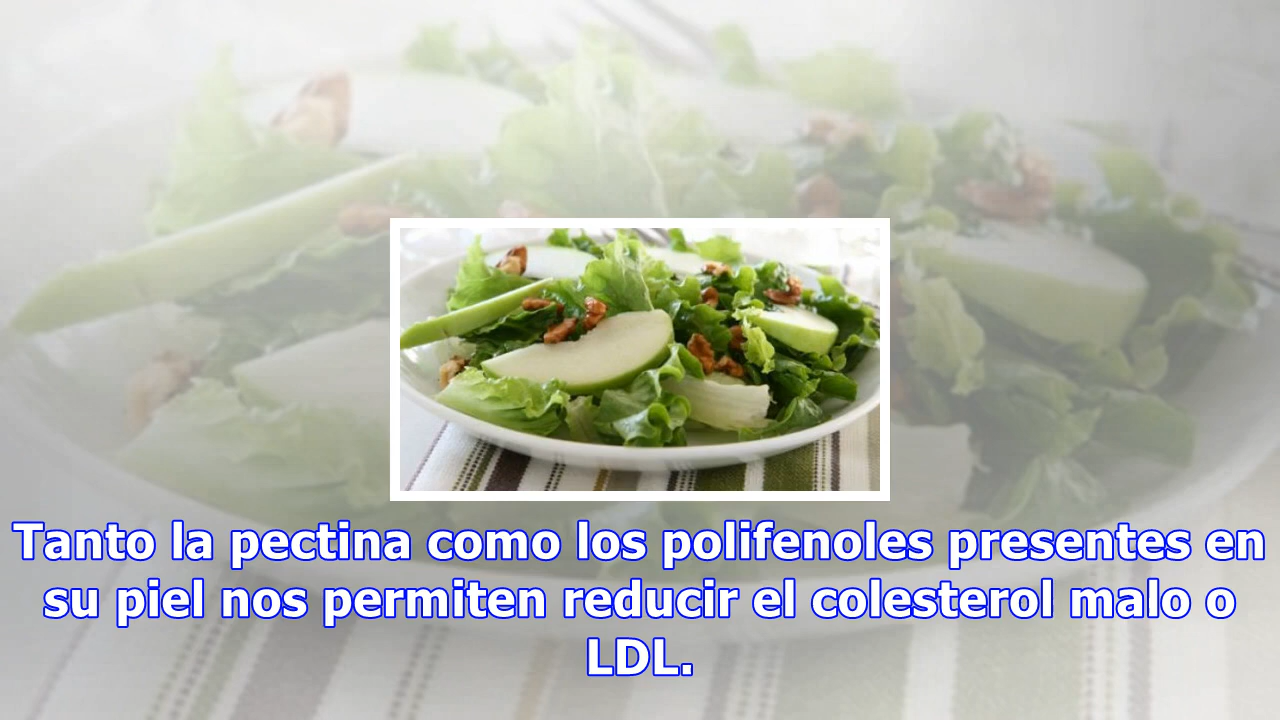 Tanto la pectina como los polifenoles presentes en
su piel nos permiten reducir el colesterol malo o
LDL.